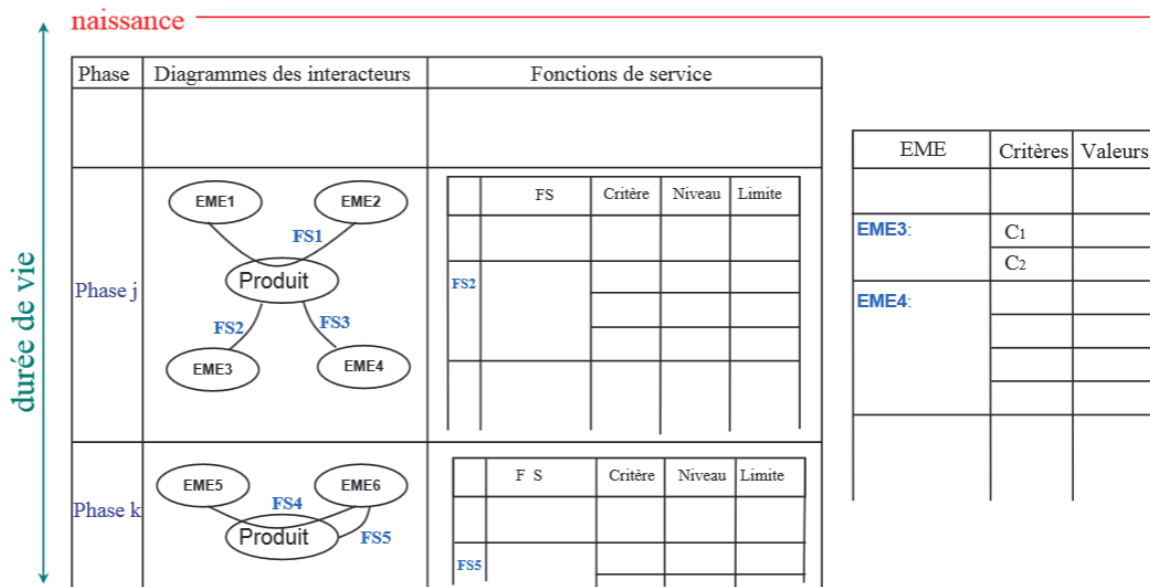 naissance
durée de vie
Phase Diagrammes des interacteurs Fonctions de service
Phase j
EME1 EME2
FS1
Produit
FS2 FS3
EME3 EME4
FS Critère Niveau Limite
FS2
Phase k
EME5 EME6
FS4
Produit
FS5
F S Critère Niveau Limite
FS5
EME Critères Valeurs
EME3: C1
C2
EME4: